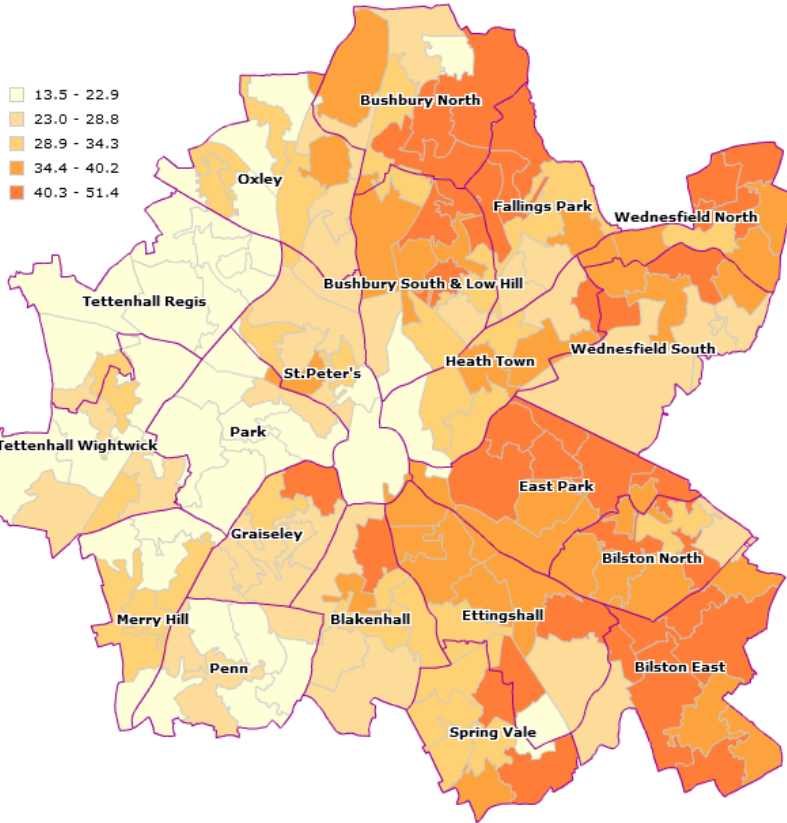 13.5 - 22.9
23.0 - 28.8
28.9 - 34.3
34.4 - 40.2
40.3 - 51.4
Bushbury North
Oxley
Fallings Park
Wednesfield North
Bushbury South & Low Hill
Tettenhall Regis
Wednesfield South
Heath Town
St.Peter's
Park
Tettenhall Wightwick
East Park
Graiseley
Bilston North
Merry Hill
Blakenhall
Ettingshall
Penn
Bilston East
Spring Vale